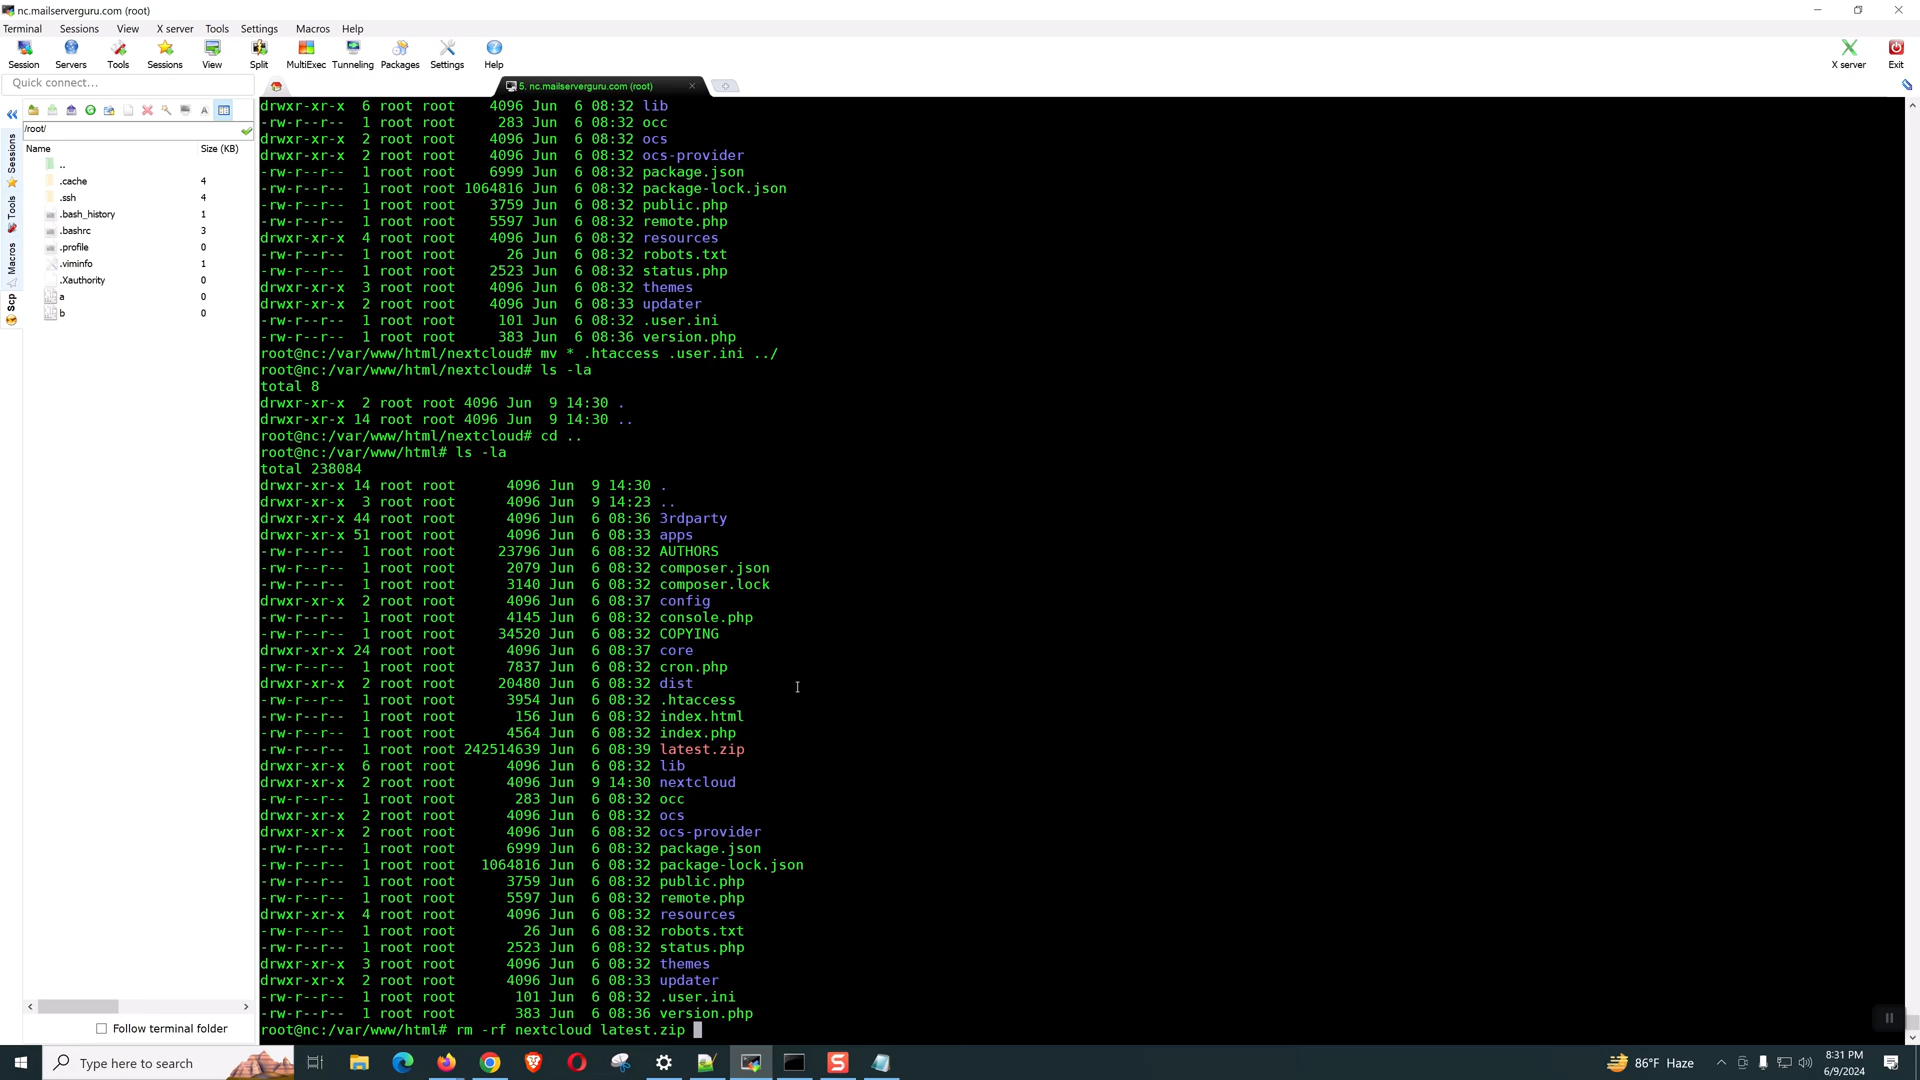 nc.mailserverguru.com (root)
Terminal Sessions View X server Tools Settings Macros Help
Session Servers Tools Sessions View Split MultiExec Tunneling Packages Settings Help X server Exit
Quick connect...
5. nc.mailserverguru.com (root)
/root/
Name Size (KB)
..
.cache 4
.ssh 4
.bash_history 1
.bashrc 3
.profile 0
.viminfo 1
.Xauthority 0
a 0
b 0
Sessions
Tools
Macros
Scp
Follow terminal folder
drwxr-xr-x 6 root root 4096 Jun 6 08:32 lib
-rw-r--r-- 1 root root 283 Jun 6 08:32 occ
drwxr-xr-x 2 root root 4096 Jun 6 08:32 ocs
drwxr-xr-x 2 root root 4096 Jun 6 08:32 ocs-provider
-rw-r--r-- 1 root root 6999 Jun 6 08:32 package.json
-rw-r--r-- 1 root root 1064816 Jun 6 08:32 package-lock.json
-rw-r--r-- 1 root root 3759 Jun 6 08:32 public.php
-rw-r--r-- 1 root root 5597 Jun 6 08:32 remote.php
drwxr-xr-x 4 root root 4096 Jun 6 08:32 resources
-rw-r--r-- 1 root root 26 Jun 6 08:32 robots.txt
-rw-r--r-- 1 root root 2523 Jun 6 08:32 status.php
drwxr-xr-x 3 root root 4096 Jun 6 08:32 themes
drwxr-xr-x 2 root root 4096 Jun 6 08:33 updater
-rw-r--r-- 1 root root 101 Jun 6 08:32 .user.ini
-rw-r--r-- 1 root root 383 Jun 6 08:36 version.php
root@nc:/var/www/html/nextcloud# mv * .htaccess .user.ini ../
root@nc:/var/www/html/nextcloud# ls -la
total 8
drwxr-xr-x 2 root root 4096 Jun 9 14:30 .
drwxr-xr-x 14 root root 4096 Jun 9 14:30 ..
root@nc:/var/www/html/nextcloud# cd ..
root@nc:/var/www/html# ls -la
total 238084
drwxr-xr-x 14 root root 4096 Jun 9 14:30 .
drwxr-xr-x 3 root root 4096 Jun 9 14:23 ..
drwxr-xr-x 44 root root 4096 Jun 6 08:36 3rdparty
drwxr-xr-x 51 root root 4096 Jun 6 08:33 apps
-rw-r--r-- 1 root root 23796 Jun 6 08:32 AUTHORS
-rw-r--r-- 1 root root 2079 Jun 6 08:32 composer.json
-rw-r--r-- 1 root root 3140 Jun 6 08:32 composer.lock
drwxr-xr-x 2 root root 4096 Jun 6 08:37 config
-rw-r--r-- 1 root root 4145 Jun 6 08:32 console.php
-rw-r--r-- 1 root root 34520 Jun 6 08:32 COPYING
drwxr-xr-x 24 root root 4096 Jun 6 08:37 core
-rw-r--r-- 1 root root 7837 Jun 6 08:32 cron.php
drwxr-xr-x 2 root root 20480 Jun 6 08:32 dist
-rw-r--r-- 1 root root 3954 Jun 6 08:32 .htaccess
-rw-r--r-- 1 root root 156 Jun 6 08:32 index.html
-rw-r--r-- 1 root root 4564 Jun 6 08:32 index.php
-rw-r--r-- 1 root root 242514639 Jun 6 08:39 latest.zip
drwxr-xr-x 6 root root 4096 Jun 6 08:32 lib
drwxr-xr-x 2 root root 4096 Jun 9 14:30 nextcloud
-rw-r--r-- 1 root root 283 Jun 6 08:32 occ
drwxr-xr-x 2 root root 4096 Jun 6 08:32 ocs
drwxr-xr-x 2 root root 4096 Jun 6 08:32 ocs-provider
-rw-r--r-- 1 root root 6999 Jun 6 08:32 package.json
-rw-r--r-- 1 root root 1064816 Jun 6 08:32 package-lock.json
-rw-r--r-- 1 root root 3759 Jun 6 08:32 public.php
-rw-r--r-- 1 root root 5597 Jun 6 08:32 remote.php
drwxr-xr-x 4 root root 4096 Jun 6 08:32 resources
-rw-r--r-- 1 root root 26 Jun 6 08:32 robots.txt
-rw-r--r-- 1 root root 2523 Jun 6 08:32 status.php
drwxr-xr-x 3 root root 4096 Jun 6 08:32 themes
drwxr-xr-x 2 root root 4096 Jun 6 08:33 updater
-rw-r--r-- 1 root root 101 Jun 6 08:32 .user.ini
-rw-r--r-- 1 root root 383 Jun 6 08:36 version.php
root@nc:/var/www/html# rm -rf nextcloud latest.zip
Type here to search
86°F Haze
8:31 PM
6/9/2024